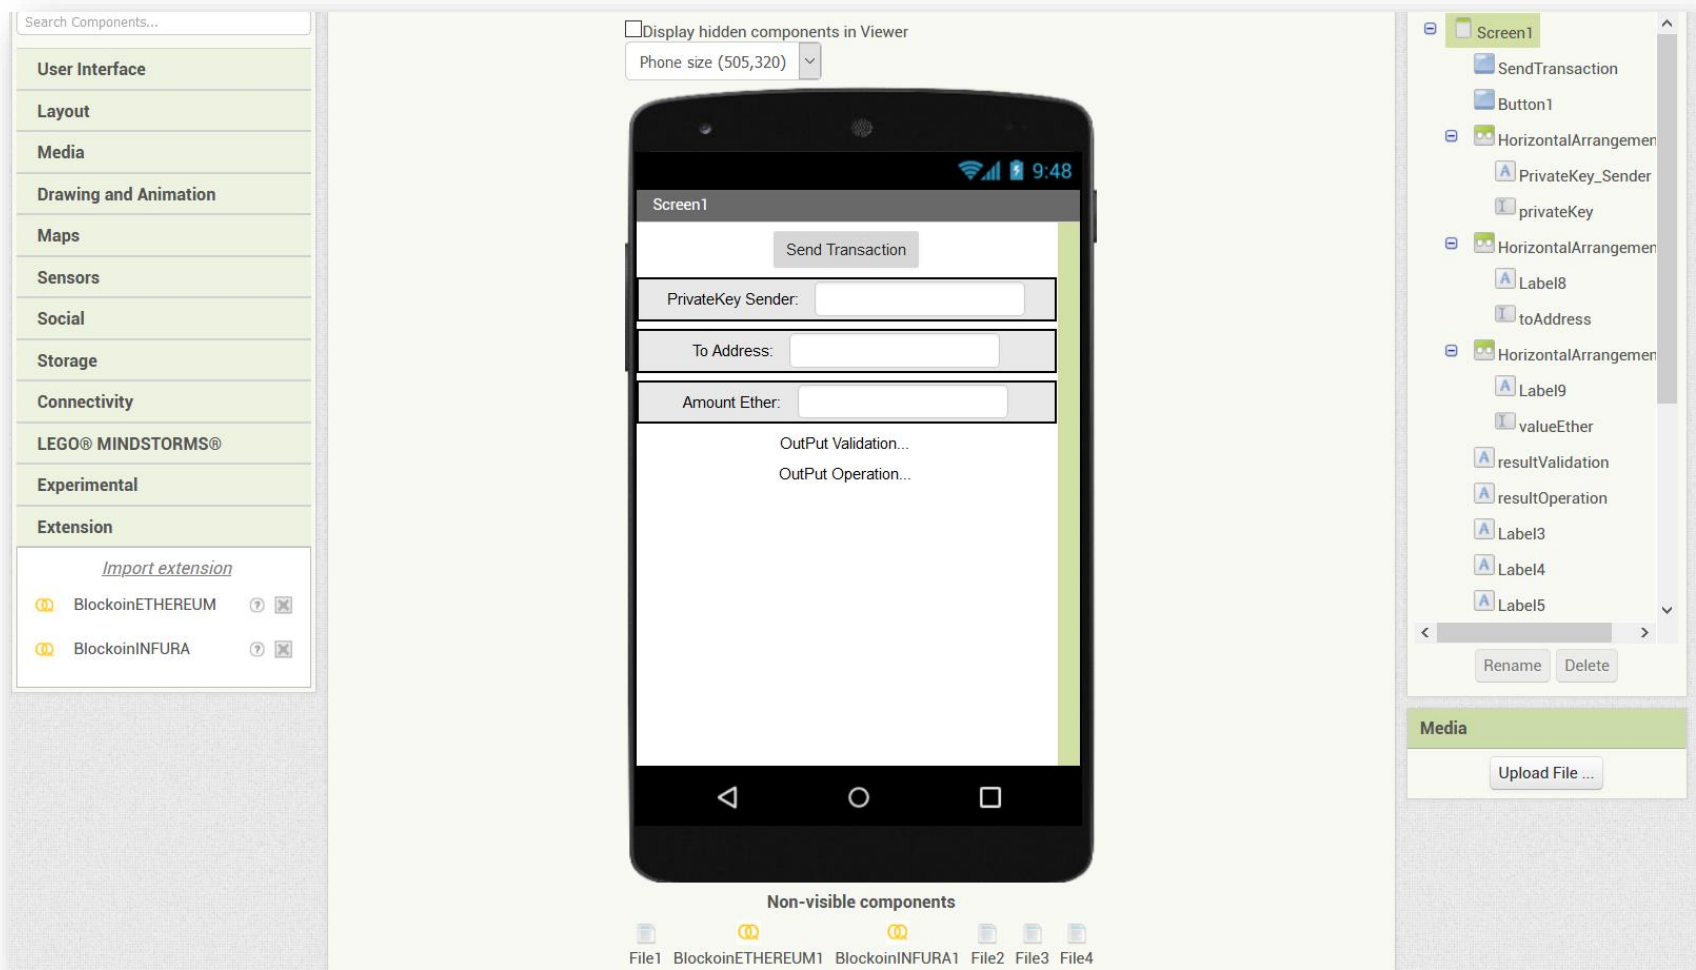 Search Components...
User Interface
Layout
Media
Drawing and Animation
Maps
Sensors
Social
Storage
Connectivity
LEGO® MINDSTORMS®
Experimental
Extension
Import extension
BlockoinETHEREUM ?
BlockoinINFURA ?
Display hidden components in Viewer
Phone size (505,320)
9:48
Screen1
Send Transaction
PrivateKey Sender:
To Address:
Amount Ether:
OutPut Validation...
OutPut Operation...
Non-visible components
File1 BlockoinETHEREUM1 BlockoinINFURA1 File2 File3 File4
Screen1
SendTransaction
Button1
HorizontalArrangemen
A PrivateKey_Sender
privateKey
HorizontalArrangemen
A Label8
toAddress
HorizontalArrangemen
A Label9
valueEther
A resultValidation
A resultOperation
A Label3
A Label4
A Label5
Rename Delete
Media
Upload File ...